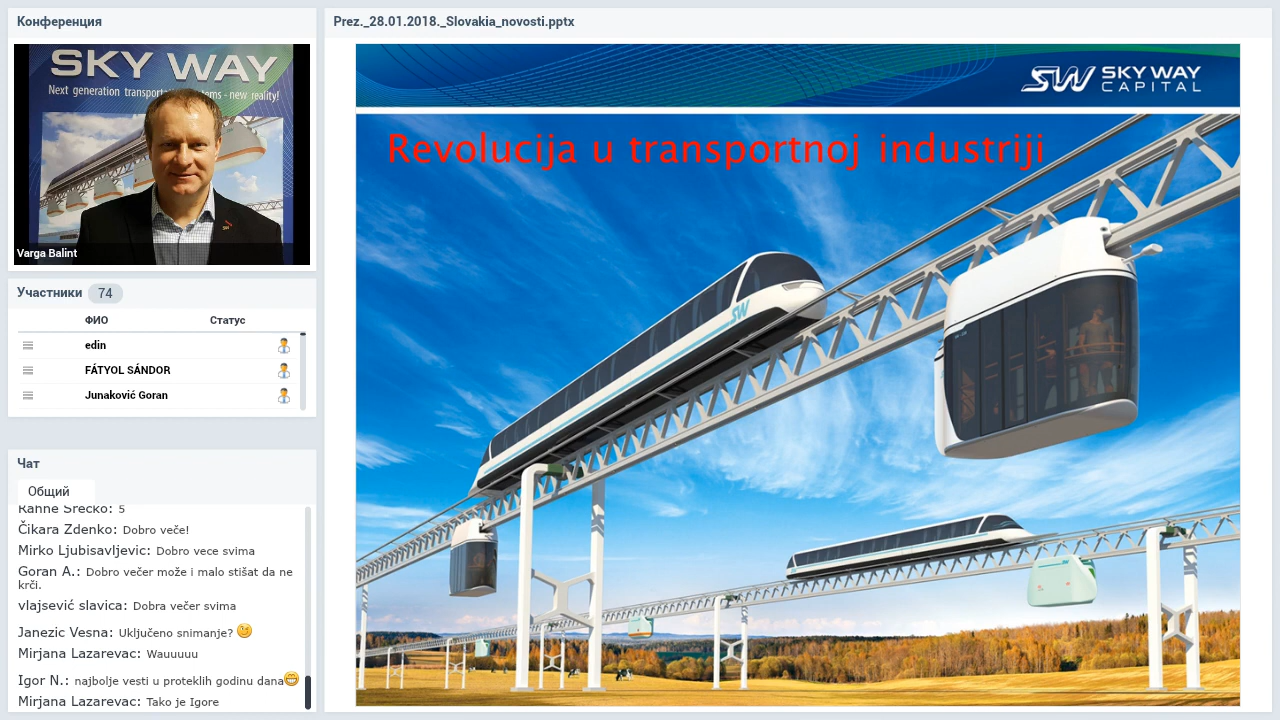 Конференция
SKY WAY
Next generation transportation systems - new reality!
Varga Balint
Участники 74
ФИО Статус
edin
FÁTYOL SÁNDOR
Junaković Goran
Чат
Общий
Rahne Srečko: 5
Čikara Zdenko: Dobro veče!
Mirko Ljubisavljevic: Dobro vece svima
Goran A.: Dobro večer može i malo stišat da ne
krči.
vlajsević slavica: Dobra večer svima
Janezic Vesna: Uključeno snimanje?
Mirjana Lazarevac: Wauuuuu
Igor N.: najbolje vesti u proteklih godinu dana
Mirjana Lazarevac: Tako je Igore
Prez._28.01.2018._Slovakia_novosti.pptx
SW SKY WAY
CAPITAL
Revolucija u transportnoj industriji
SW